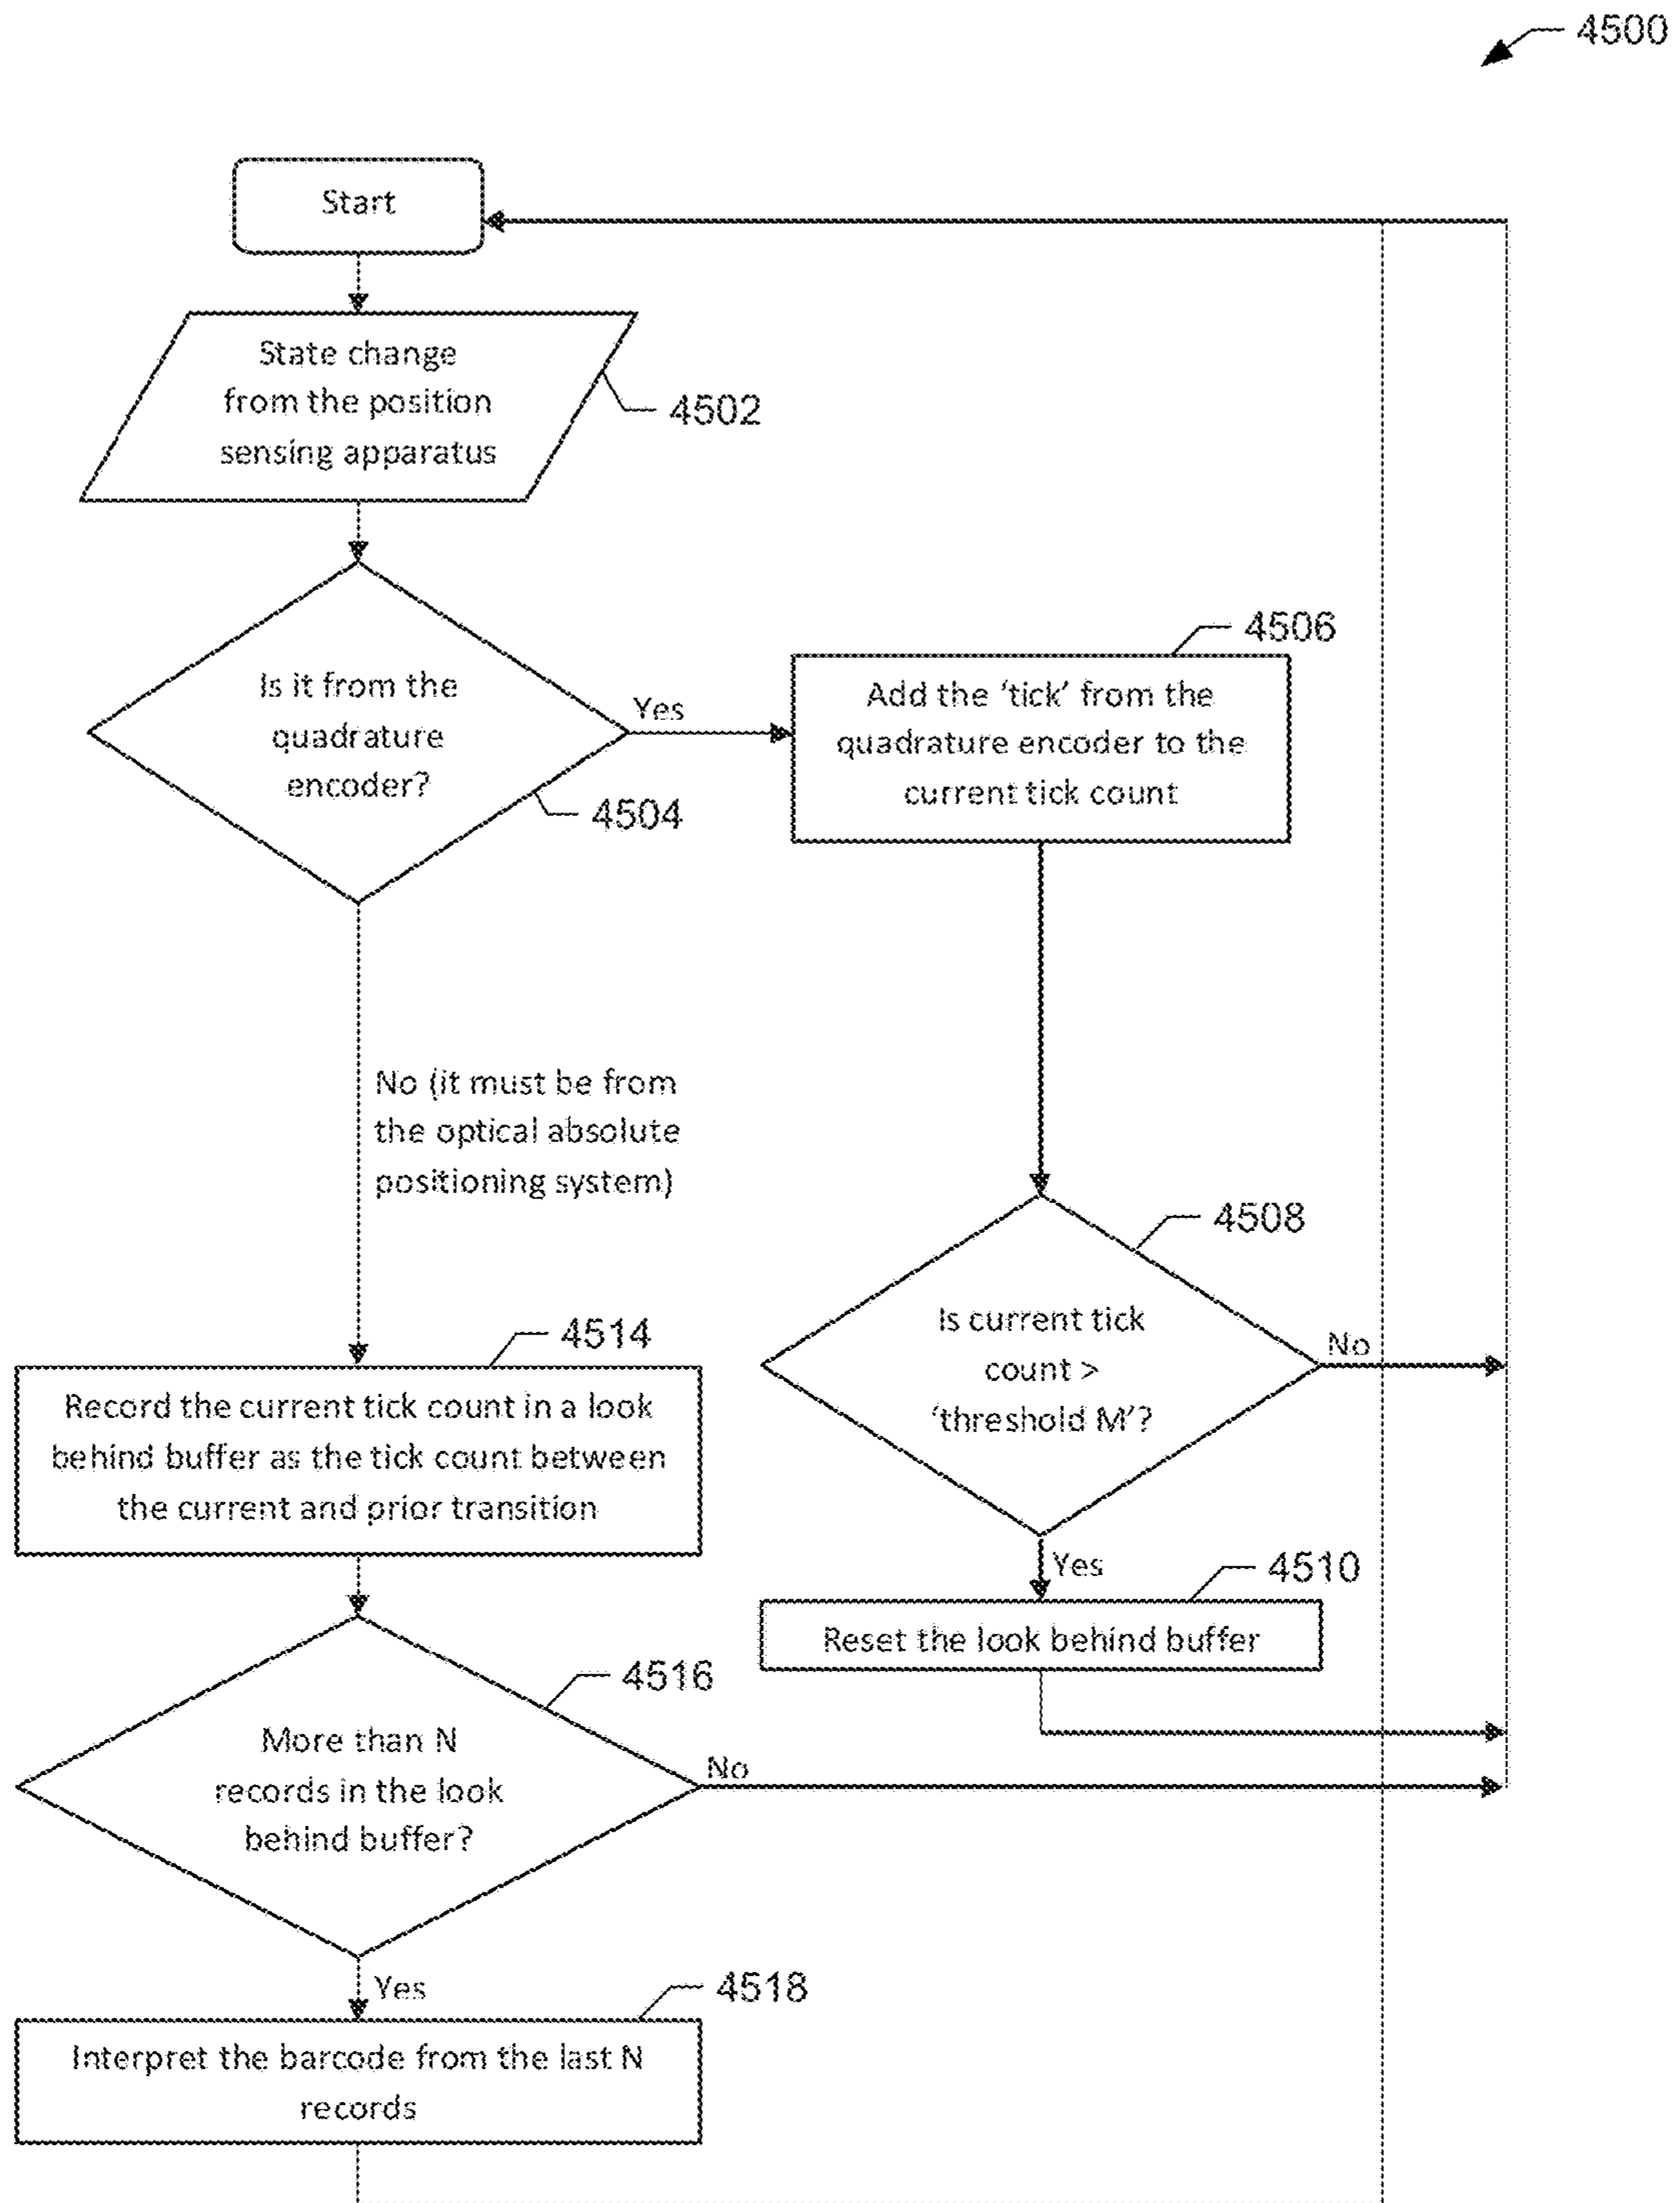 4500
Start
State change
from the position
sensing apparatus
4502
Is it from the
quadrature
encoder?
4504
Yes
4506
Add the ‘tick’ from the
quadrature encoder to the
current tick count
No (it must be from
the optical absolute
positioning system)
4508
Is current tick
count >
‘threshold M’?
No
Yes
4510
Reset the look behind buffer
4514
Record the current tick count in a look
behind buffer as the tick count between
the current and prior transition
4516
More than N
records in the look
behind buffer?
No
Yes
4518
Interpret the barcode from the last N
records